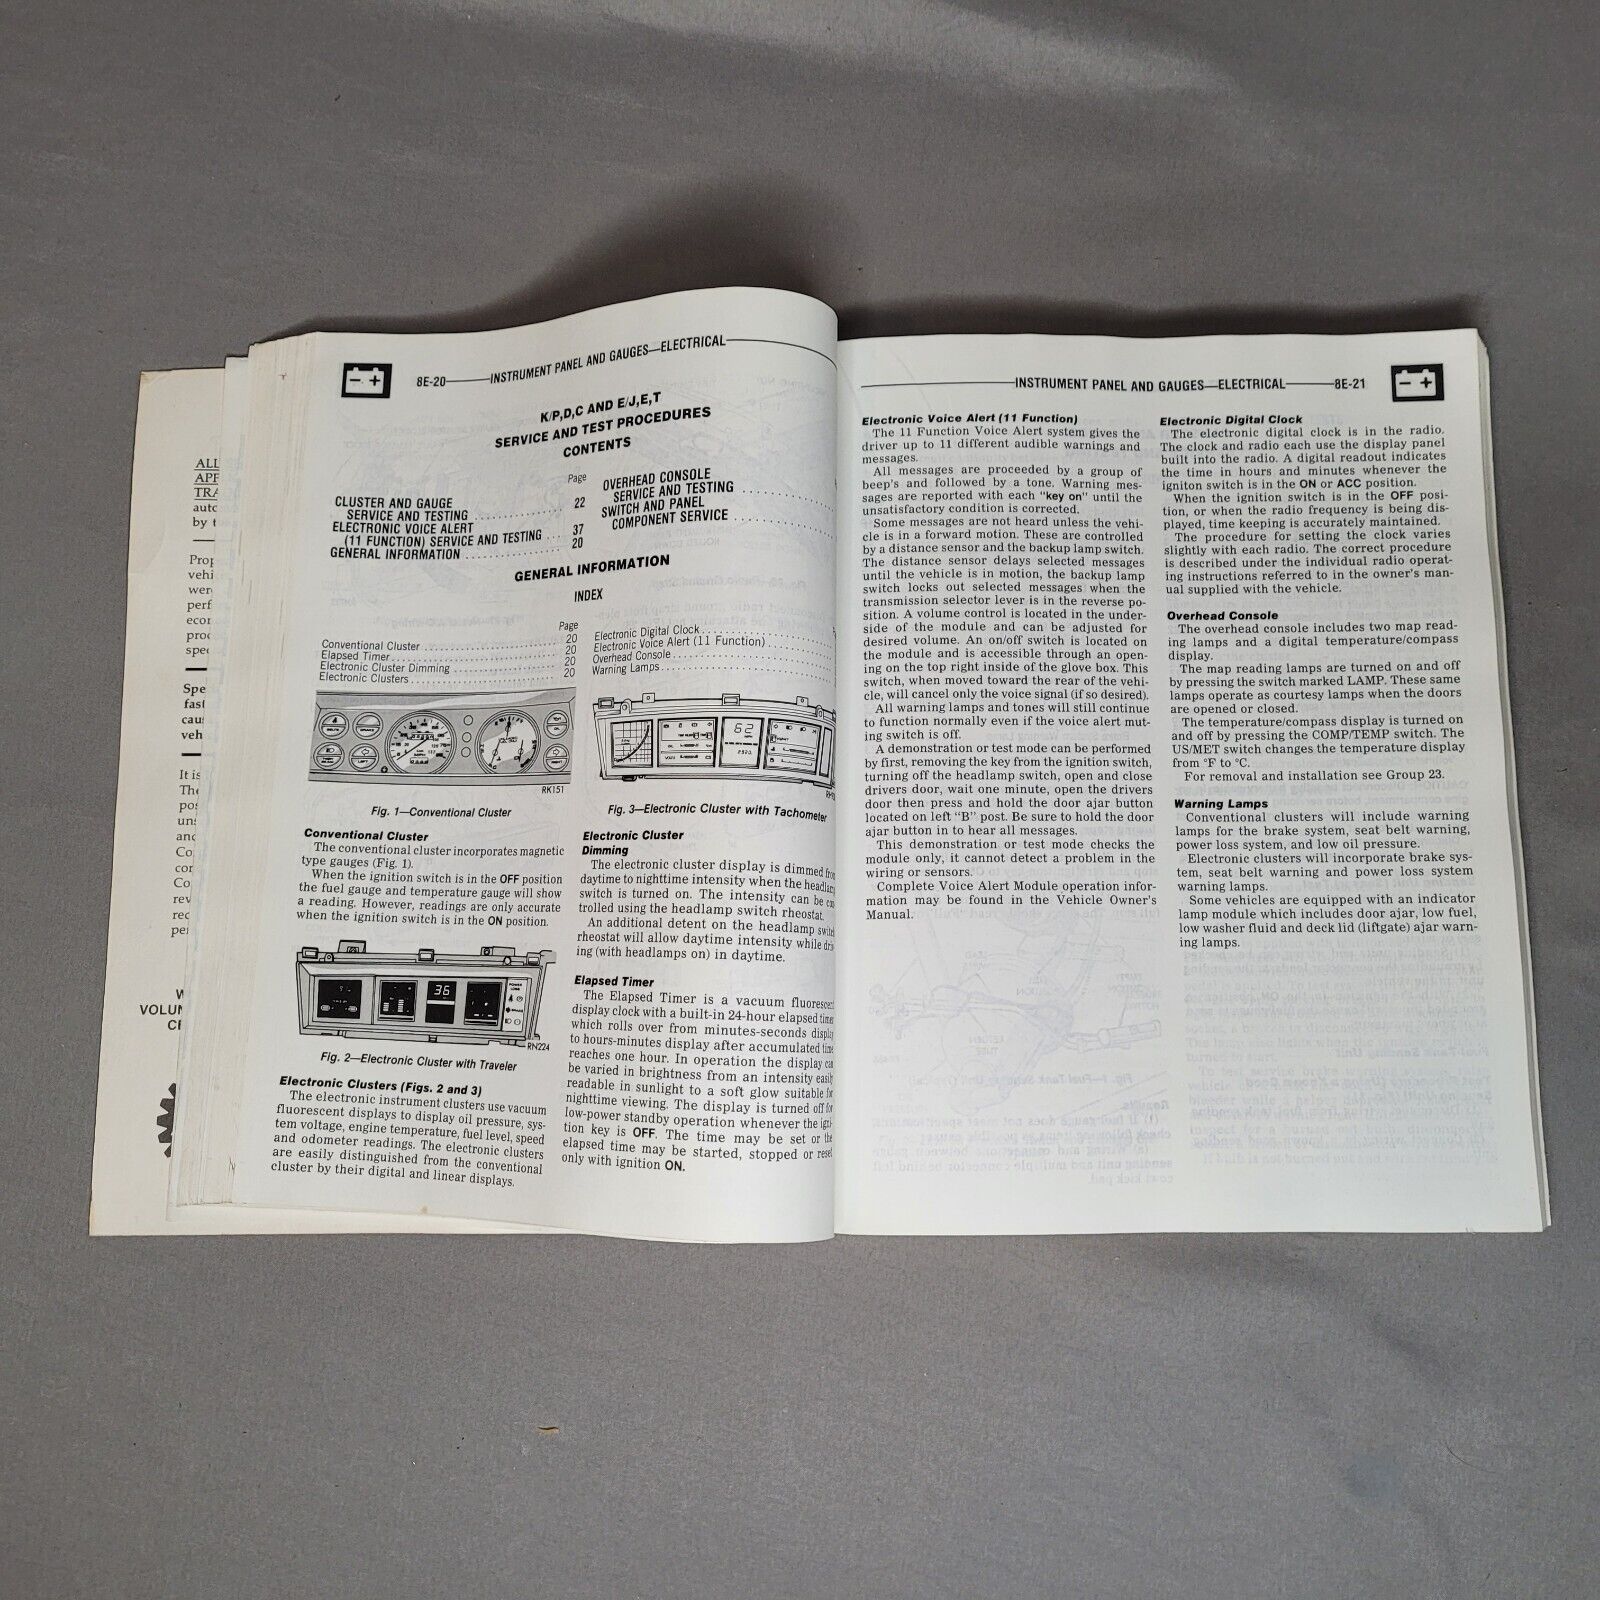 ALL
APP
TRA
auto
by t
Prop
vehi
were
perf
econ
proc
spec
Spe
fast
caus
veh
It is
The
pos
uns
and
Co
cor
Co
rev
rec
per
VOLUM
8E-20 INSTRUMENT PANEL AND GAUGES—ELECTRICAL
K/P,D,C AND E/J,E,T
SERVICE AND TEST PROCEDURES
CONTENTS
Page
CLUSTER AND GAUGE
SERVICE AND TESTING 22
ELECTRONIC VOICE ALERT
(11 FUNCTION) SERVICE AND TESTING 37
GENERAL INFORMATION 20
OVERHEAD CONSOLE
SERVICE AND TESTING
SWITCH AND PANEL
COMPONENT SERVICE
GENERAL INFORMATION
INDEX
Page
Conventional Cluster 20
Elapsed Timer 20
Electronic Cluster Dimming 20
Electronic Clusters 20
Electronic Digital Clock
Electronic Voice Alert (11 Function)
Overhead Console
Warning Lamps
RK151
Fig. 1—Conventional Cluster
Conventional Cluster
The conventional cluster incorporates magnetic
type gauges (Fig. 1).
When the ignition switch is in the OFF position
the fuel gauge and temperature gauge will show
a reading. However, readings are only accurate
when the ignition switch is in the ON position.
36
RN224
Fig. 2—Electronic Cluster with Traveler
Electronic Clusters (Figs. 2 and 3)
The electronic instrument clusters use vacuum
fluorescent displays to display oil pressure, sys-
tem voltage, engine temperature, fuel level, speed
and odometer readings. The electronic clusters
are easily distinguished from the conventional
cluster by their digital and linear displays.
62
Fig. 3—Electronic Cluster with Tachometer
Electronic Cluster
Dimming
The electronic cluster display is dimmed from
daytime to nighttime intensity when the headlamp
switch is turned on. The intensity can be con
trolled using the headlamp switch rheostat.
An additional detent on the headlamp switch
rheostat will allow daytime intensity while driv
ing (with headlamps on) in daytime.
Elapsed Timer
The Elapsed Timer is a vacuum fluorescent
display clock with a built-in 24-hour elapsed timer
which rolls over from minutes-seconds display
to hours-minutes display after accumulated time
reaches one hour. In operation the display can
be varied in brightness from an intensity easily
readable in sunlight to a soft glow suitable for
nighttime viewing. The display is turned off for
low-power standby operation whenever the igni-
tion key is OFF. The time may be set or the
elapsed time may be started, stopped or reset
only with ignition ON.
INSTRUMENT PANEL AND GAUGES—ELECTRICAL 8E-21
Electronic Voice Alert (11 Function)
The 11 Function Voice Alert system gives the
driver up to 11 different audible warnings and
messages.
All messages are proceeded by a group of
beep's and followed by a tone. Warning mes-
sages are reported with each "key on" until the
unsatisfactory condition is corrected.
Some messages are not heard unless the vehi-
cle is in a forward motion. These are controlled
by a distance sensor and the backup lamp switch.
The distance sensor delays selected messages
until the vehicle is in motion, the backup lamp
switch locks out selected messages when the
transmission selector lever is in the reverse po-
sition. A volume control is located in the under-
side of the module and can be adjusted for
desired volume. An on/off switch is located on
the module and is accessible through an open-
ing on the top right inside of the glove box. This
switch, when moved toward the rear of the vehi-
cle, will cancel only the voice signal (if so desired).
All warning lamps and tones will still continue
to function normally even if the voice alert mut-
ing switch is off.
A demonstration or test mode can be performed
by first, removing the key from the ignition switch,
turning off the headlamp switch, open and close
drivers door, wait one minute, open the drivers
door then press and hold the door ajar button
located on left "B" post. Be sure to hold the door
ajar button in to hear all messages.
This demonstration or test mode checks the
module only, it cannot detect a problem in the
wiring or sensors.
Complete Voice Alert Module operation infor-
mation may be found in the Vehicle Owner's
Manual.
Electronic Digital Clock
The electronic digital clock is in the radio.
The clock and radio each use the display panel
built into the radio. A digital readout indicates
the time in hours and minutes whenever the
igniton switch is in the ON or ACC position.
When the ignition switch is in the OFF posi-
tion, or when the radio frequency is being dis-
played, time keeping is accurately maintained.
The procedure for setting the clock varies
slightly with each radio. The correct procedure
is described under the individual radio operat-
ing instructions referred to in the owner's man-
ual supplied with the vehicle.
Overhead Console
The overhead console includes two map read-
ing lamps and a digital temperature/compass
display.
The map reading lamps are turned on and off
by pressing the switch marked LAMP. These same
lamps operate as courtesy lamps when the doors
are opened or closed.
The temperature/compass display is turned on
and off by pressing the COMP/TEMP switch. The
US/MET switch changes the temperature display
from °F to °C.
For removal and installation see Group 23.
Warning Lamps
Conventional clusters will include warning
lamps for the brake system, seat belt warning,
power loss system, and low oil pressure.
Electronic clusters will incorporate brake sys-
tem, seat belt warning and power loss system
warning lamps.
Some vehicles are equipped with an indicator
lamp module which includes door ajar, low fuel,
low washer fluid and deck lid (liftgate) ajar warn-
ing lamps.